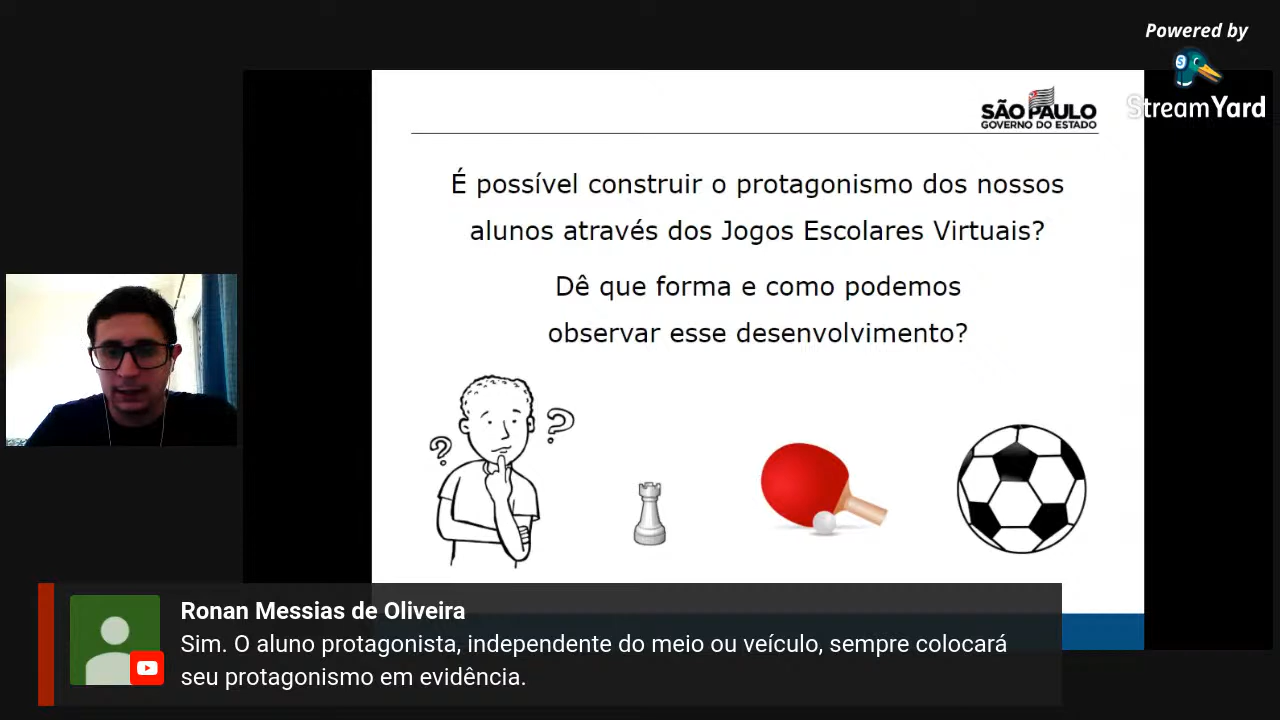 Powered by
StreamYard
SÃO PAULO
GOVERNO DO ESTADO
É possível construir o protagonismo dos nossos
alunos através dos Jogos Escolares Virtuais?
Dê que forma e como podemos
observar esse desenvolvimento?
? ?
Ronan Messias de Oliveira
Sim. O aluno protagonista, independente do meio ou veículo, sempre colocará
seu protagonismo em evidência.